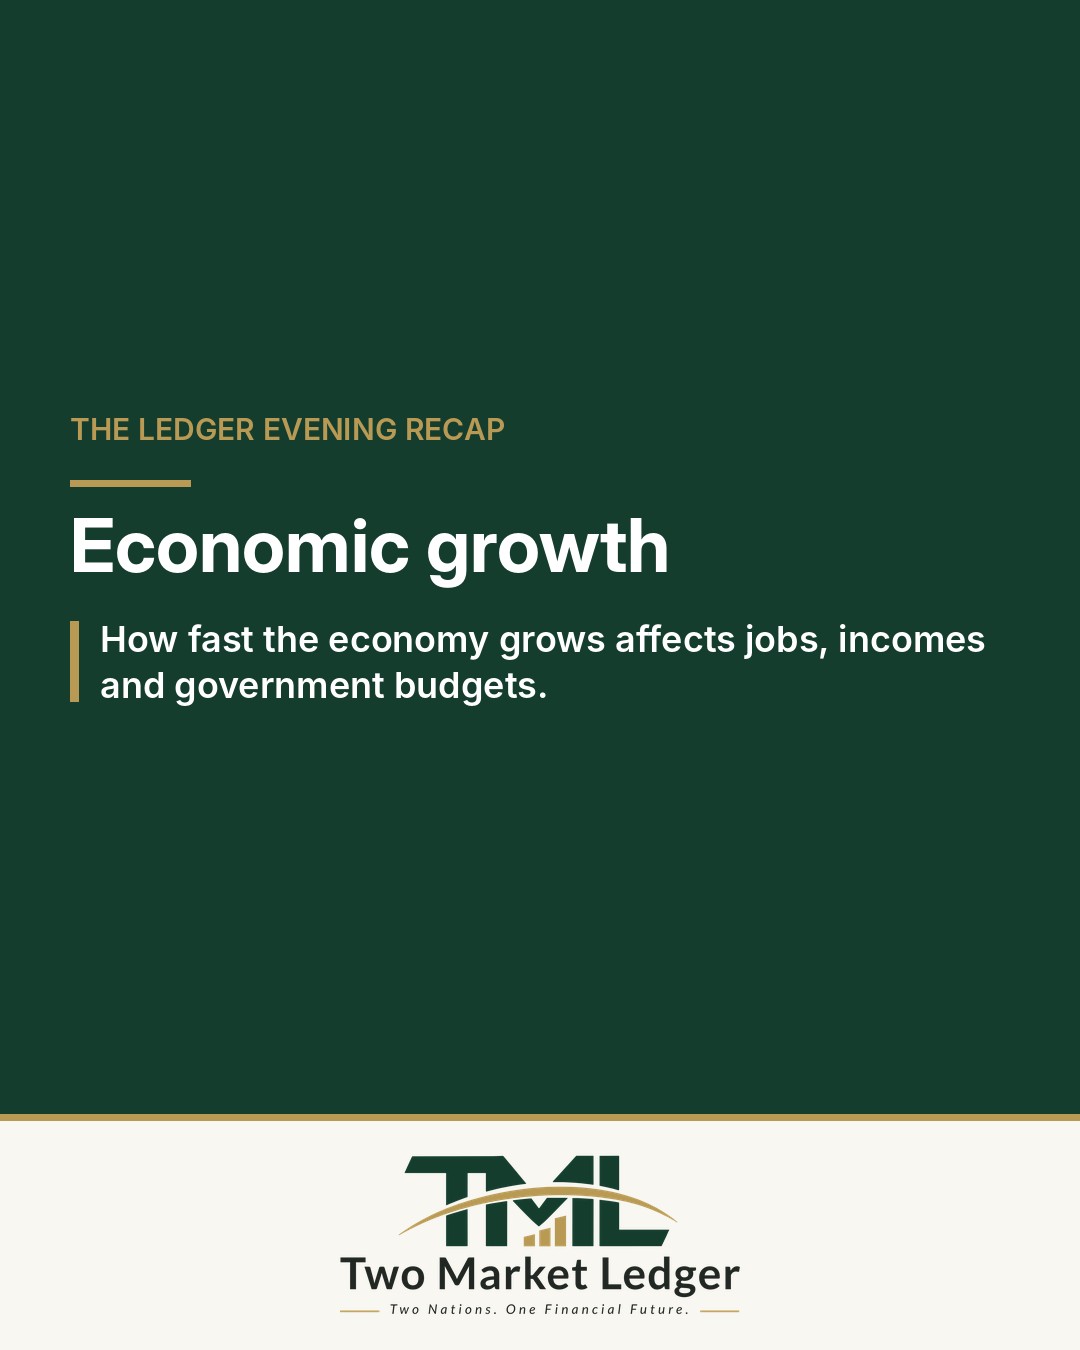 THE LEDGER EVENING RECAP
Economic growth
How fast the economy grows affects jobs, incomes
and government budgets.
TML
Two Market Ledger
Two Nations. One Financial Future.